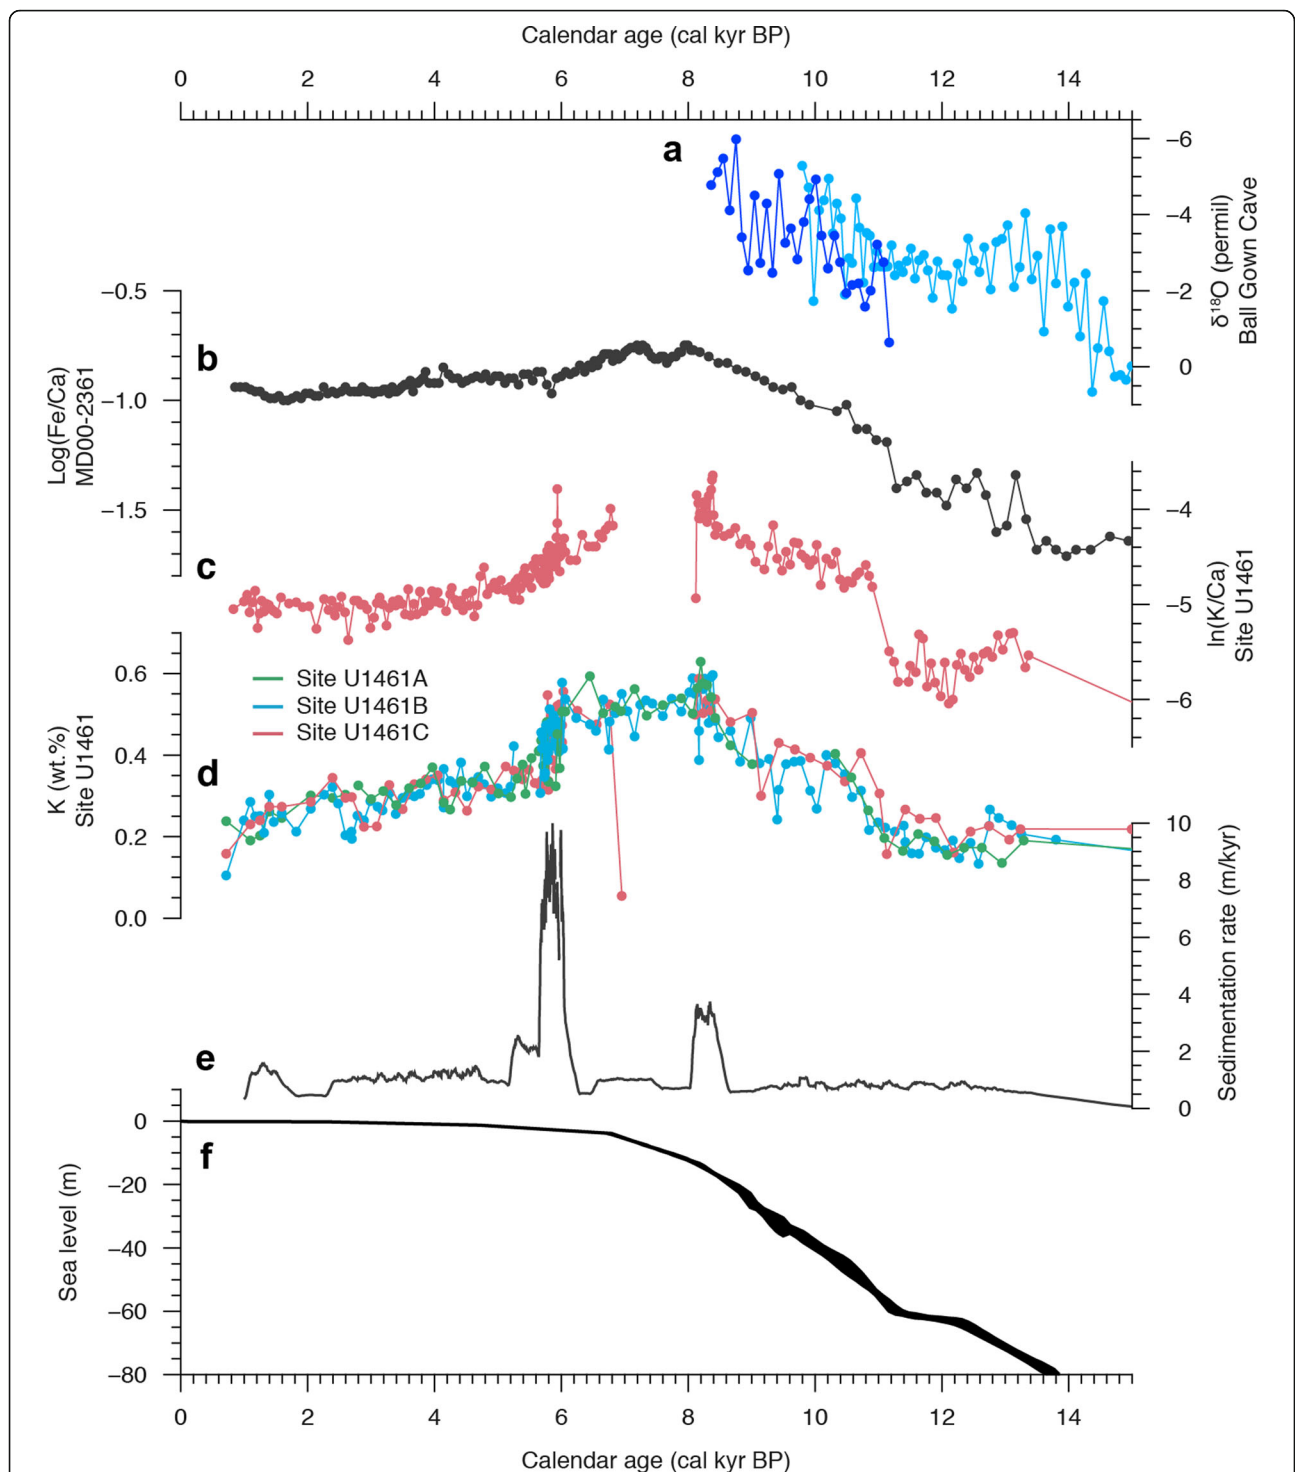 Calendar age (cal kyr BP)
0 2 4 6 8 10 12 14
a
−6
−4
−2
0
δ¹⁸O (permil)
Ball Gown Cave
b
−0.5
−1.0
−1.5
Log(Fe/Ca)
MD00-2361
c
−4
−5
−6
ln(K/Ca)
Site U1461
d
0.6
0.4
0.2
0.0
K (wt.%)
Site U1461
Site U1461A
Site U1461B
Site U1461C
e
10
8
6
4
2
0
Sedimentation rate (m/kyr)
f
0
−20
−40
−60
−80
Sea level (m)
0 2 4 6 8 10 12 14
Calendar age (cal kyr BP)